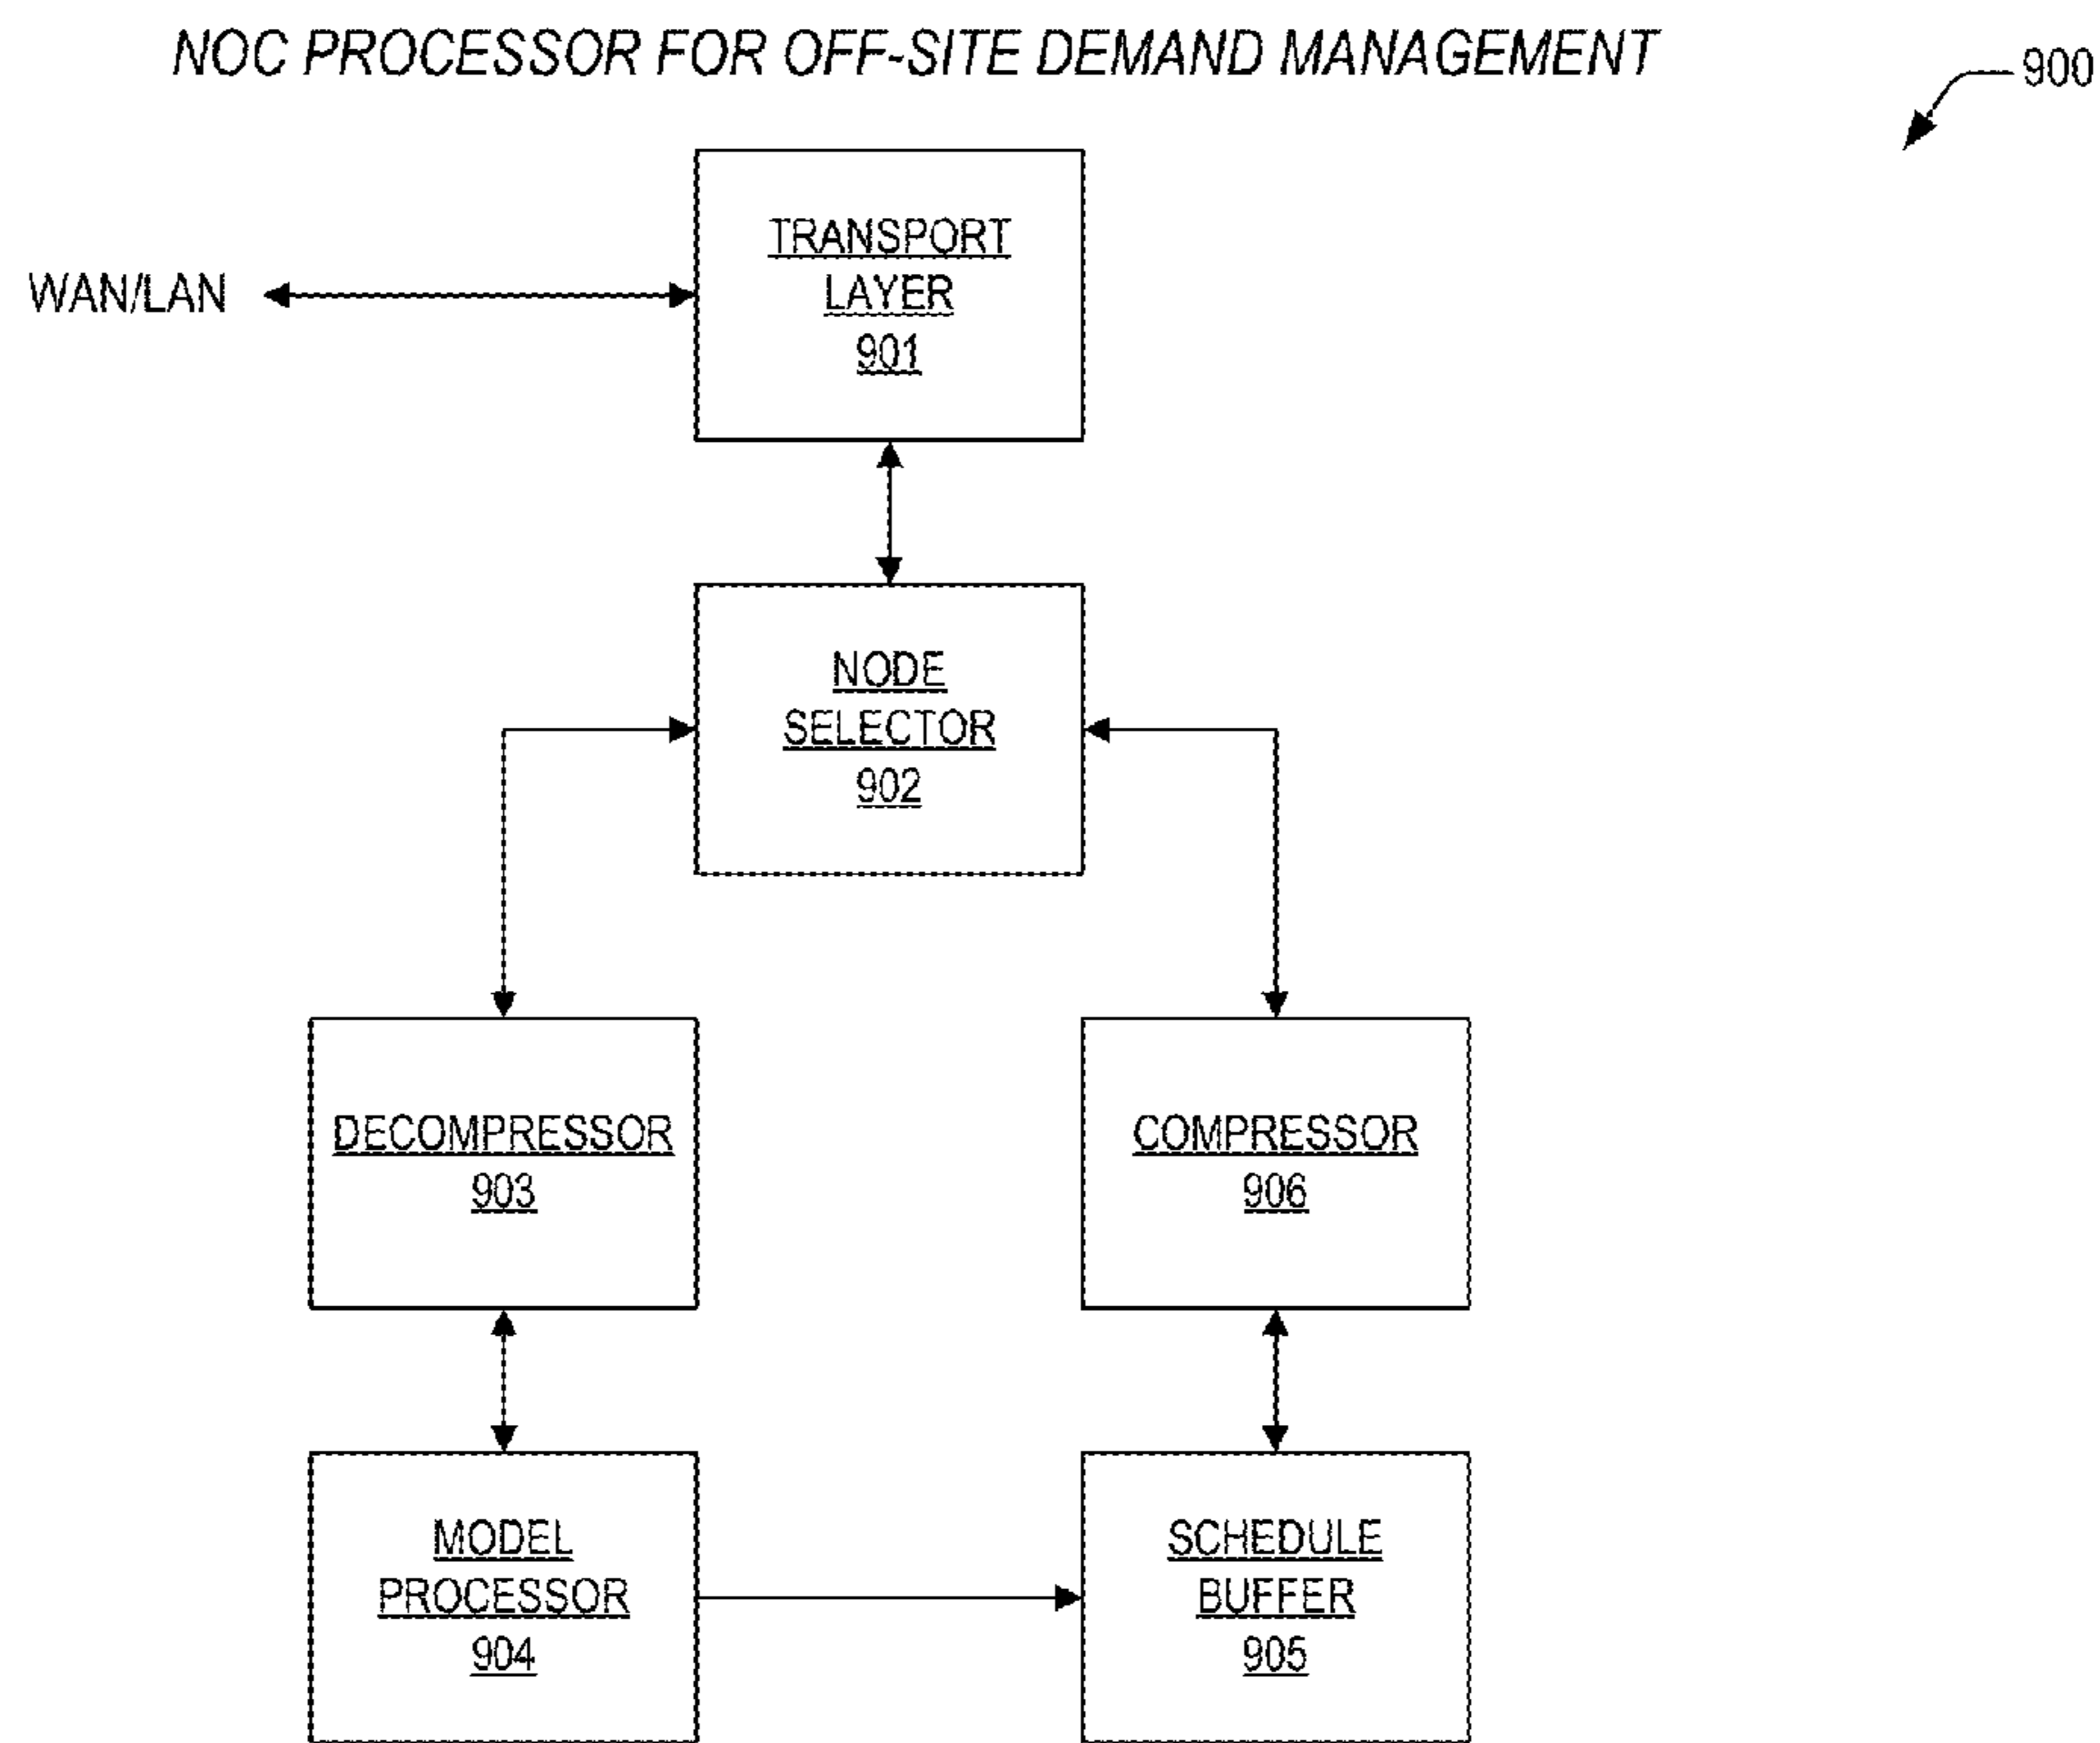 NOC PROCESSOR FOR OFF-SITE DEMAND MANAGEMENT
900
TRANSPORT
LAYER
901
WAN/LAN
NODE
SELECTOR
902
DECOMPRESSOR
903
COMPRESSOR
906
MODEL
PROCESSOR
904
SCHEDULE
BUFFER
905